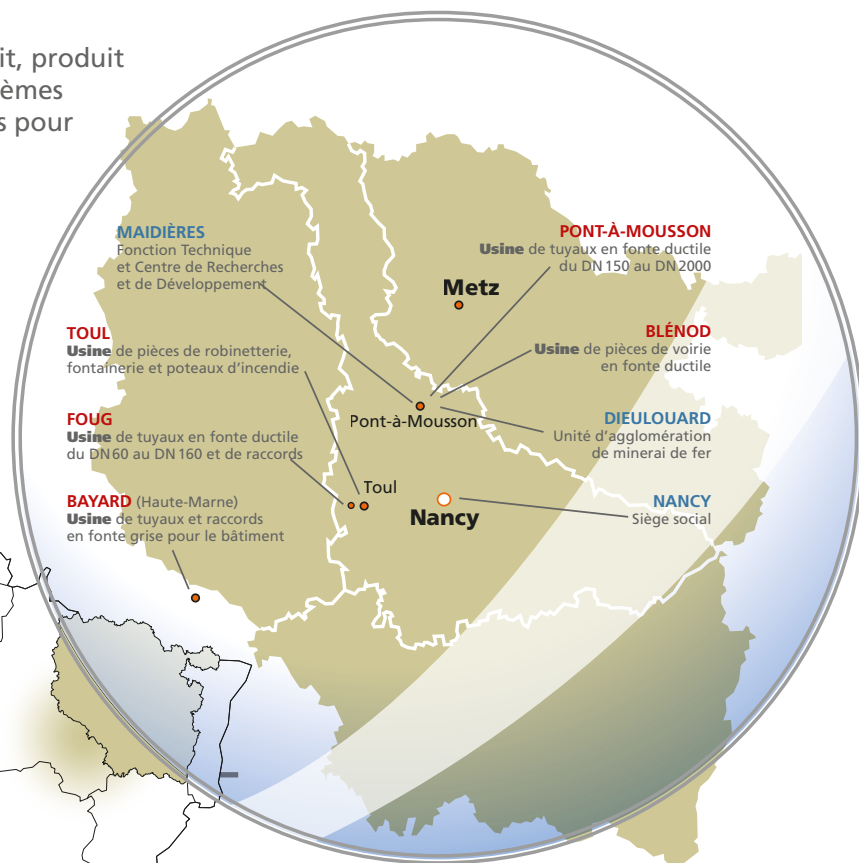 it, produit
èmes
s pour
MAIDIÈRES
Fonction Technique
et Centre de Recherches
et de Développement
PONT-À-MOUSSON
Usine de tuyaux en fonte ductile
du DN 150 au DN 2000
Metz
TOUL
Usine de pièces de robinetterie,
fontainerie et poteaux d'incendie
BLÉNOD
Usine de pièces de voirie
en fonte ductile
Pont-à-Mousson
FOUG
Usine de tuyaux en fonte ductile
du DN 60 au DN 160 et de raccords
DIEULOUARD
Unité d'agglomération
de minerai de fer
Toul
Nancy
BAYARD (Haute-Marne)
Usine de tuyaux et raccords
en fonte grise pour le bâtiment
NANCY
Siège social